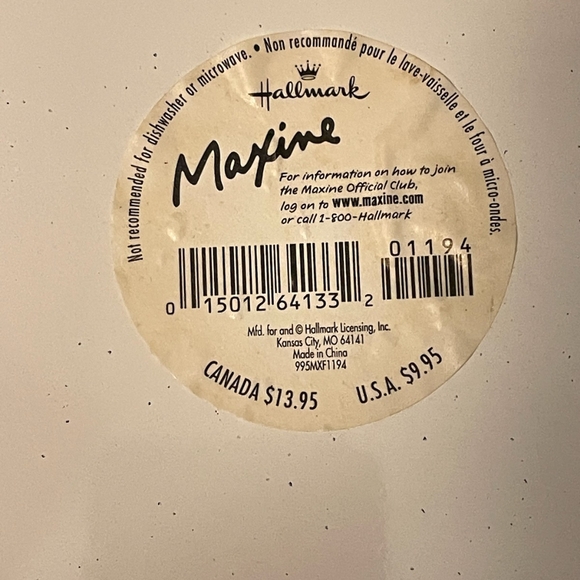 Not recommended for dishwasher or microwave. • Non recommandé pour le lave-vaisselle et le four à micro-ondes.
Hallmark
Maxine
For information on how to join
the Maxine Official Club,
log on to www.maxine.com
or call 1-800-Hallmark
01194
0 15012 64133 2
Mfd. for and © Hallmark Licensing, Inc.
Kansas City, MO 64141
Made in China
995MXF1194
CANADA $13.95 U.S.A. $9.95